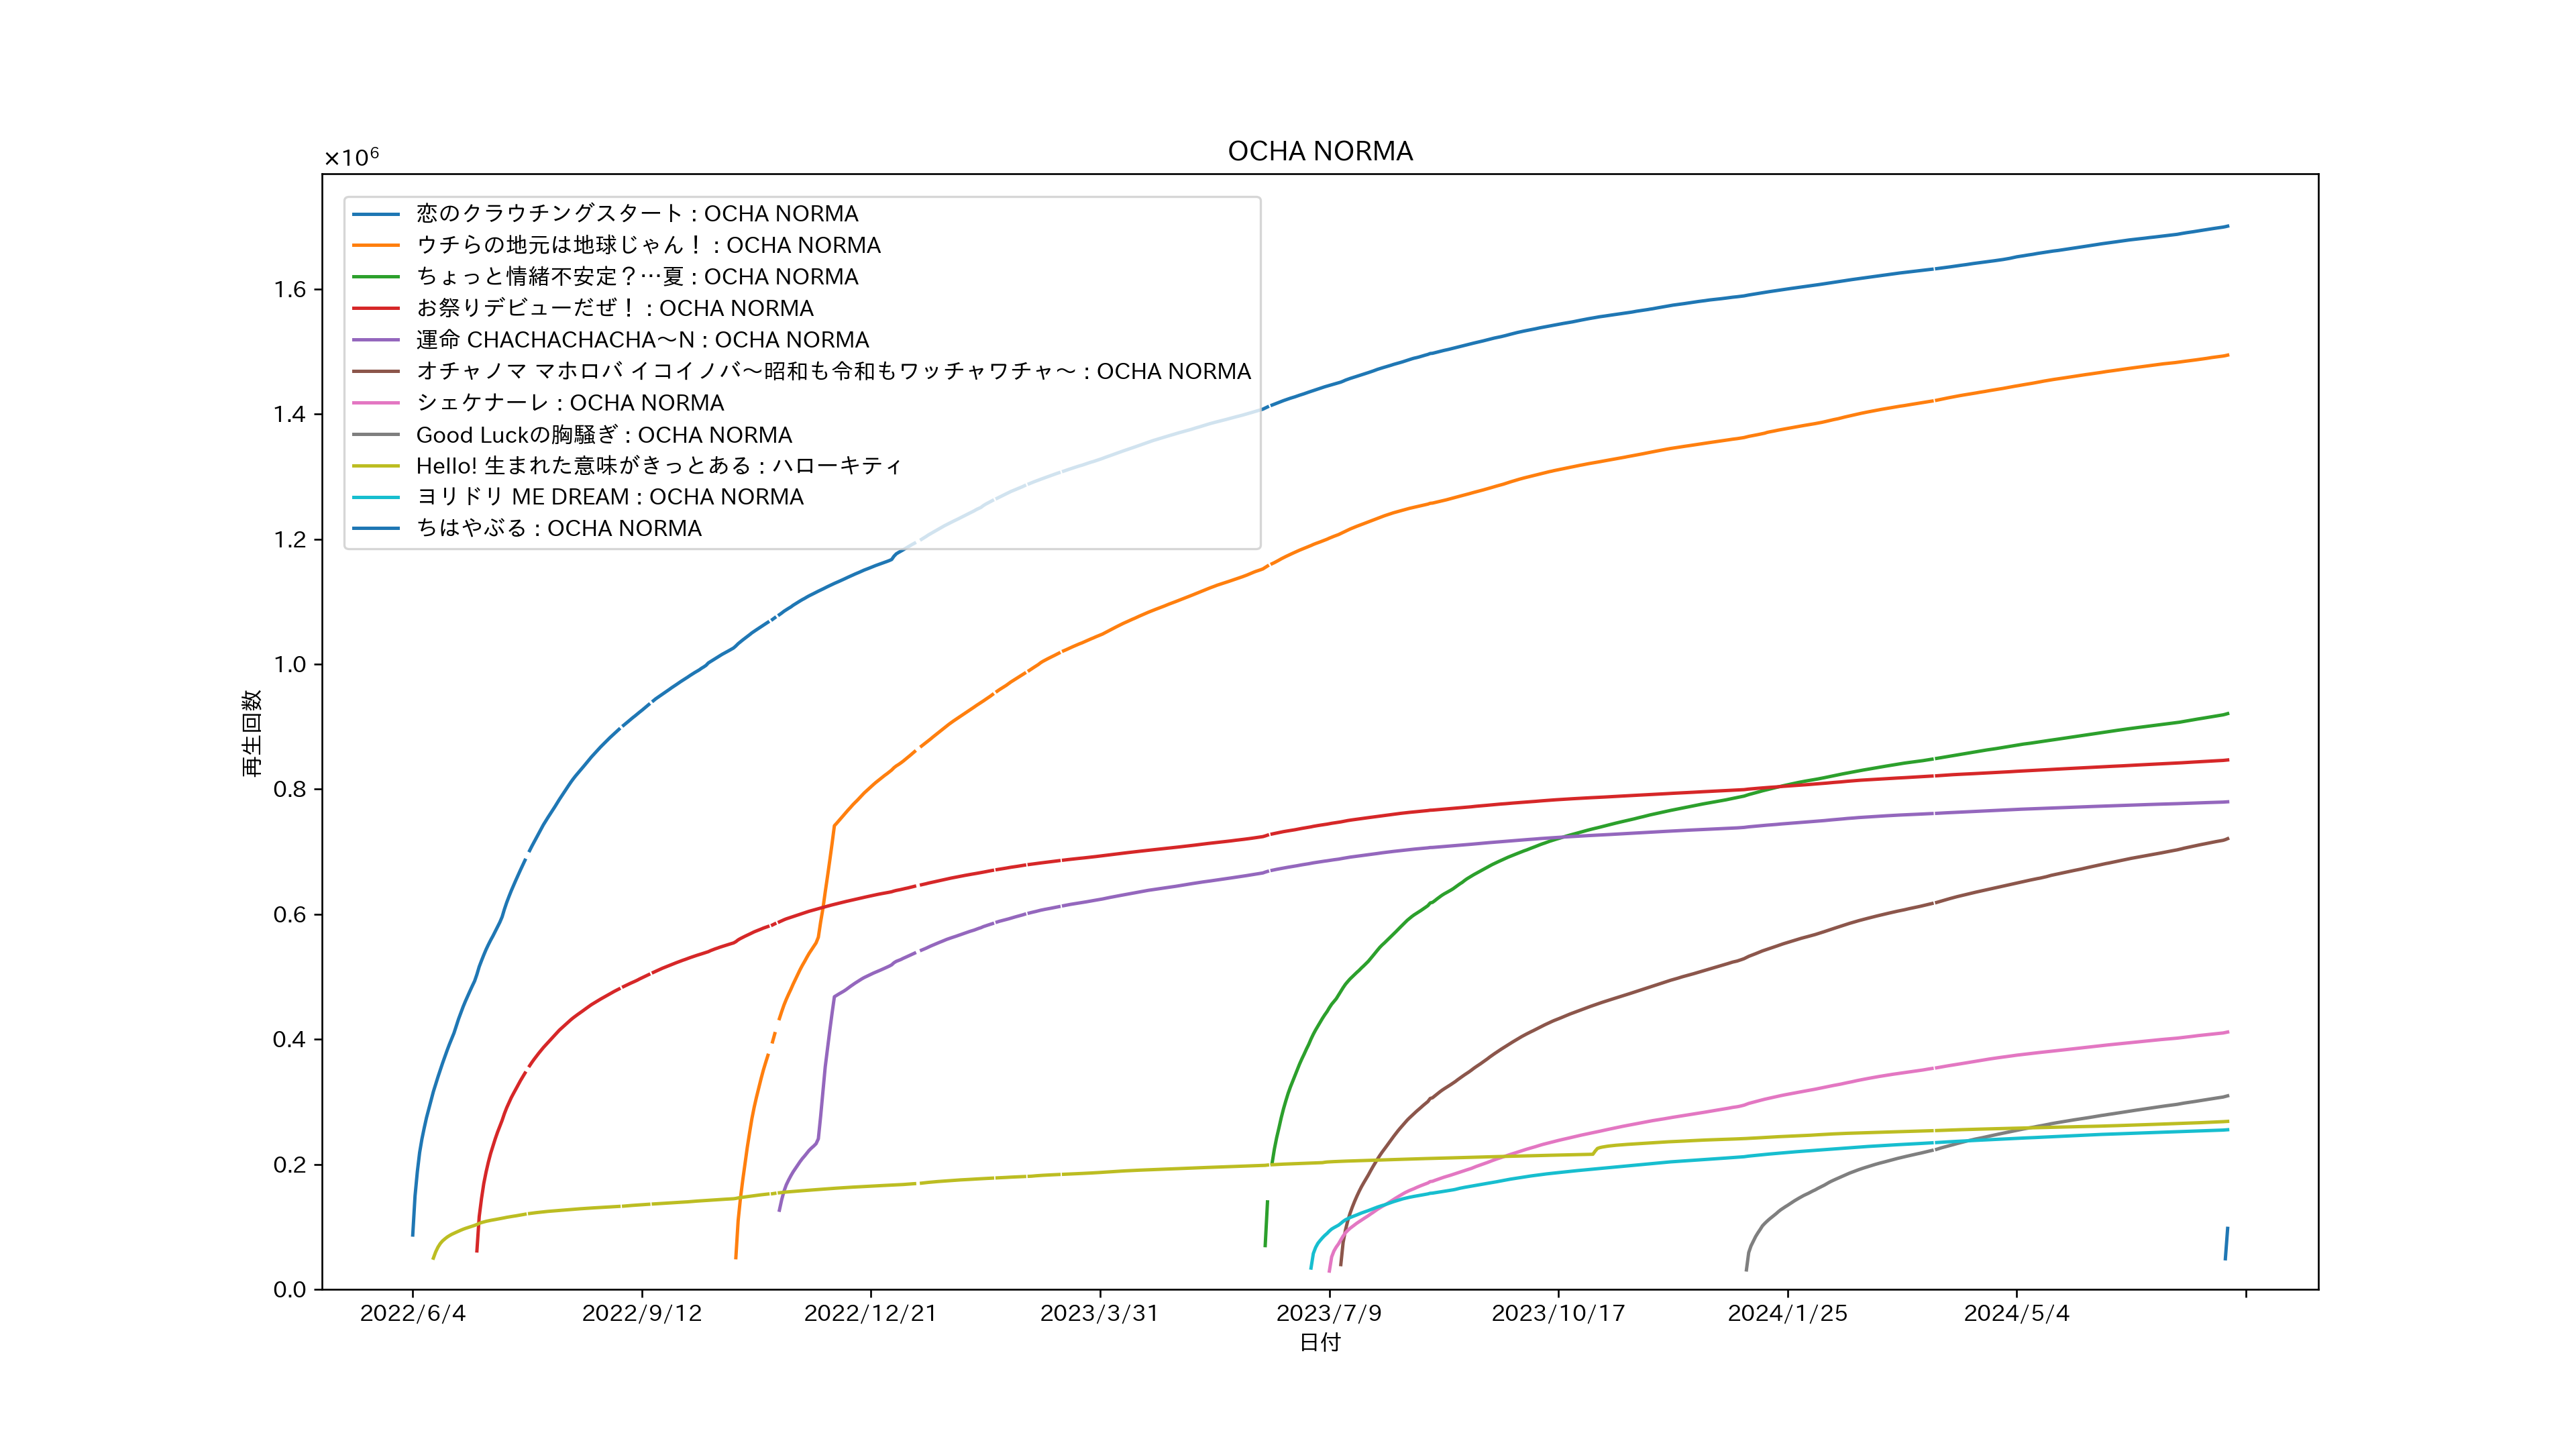 OCHA NORMA
×10⁶
恋のクラウチングスタート : OCHA NORMA
ウチらの地元は地球じゃん！ : OCHA NORMA
ちょっと情緒不安定？…夏 : OCHA NORMA
お祭りデビューだぜ！ : OCHA NORMA
運命 CHACHACHACHA～N : OCHA NORMA
オチャノマ マホロバ イコイノバ～昭和も令和もワッチャワチャ～ : OCHA NORMA
シェケナーレ : OCHA NORMA
Good Luckの胸騒ぎ : OCHA NORMA
Hello! 生まれた意味がきっとある : ハローキティ
ヨリドリ ME DREAM : OCHA NORMA
ちはやぶる : OCHA NORMA
1.6
1.4
1.2
1.0
0.8
0.6
0.4
0.2
0.0
再生回数
2022/6/4
2022/9/12
2022/12/21
2023/3/31
2023/7/9
2023/10/17
2024/1/25
2024/5/4
日付